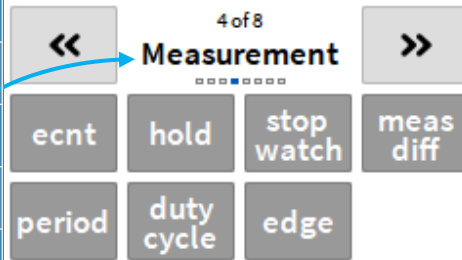 4 of 8
« Measurement »
ecnt hold stop watch meas diff
period duty cycle edge